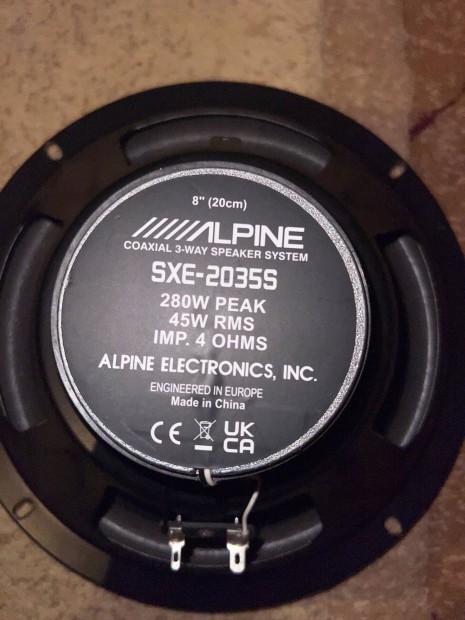 8" (20cm)
ALPINE
COAXIAL 3-WAY SPEAKER SYSTEM
SXE-2035S
280W PEAK
45W RMS
IMP. 4 OHMS
ALPINE ELECTRONICS, INC.
ENGINEERED IN EUROPE
Made in China
CE UK CA